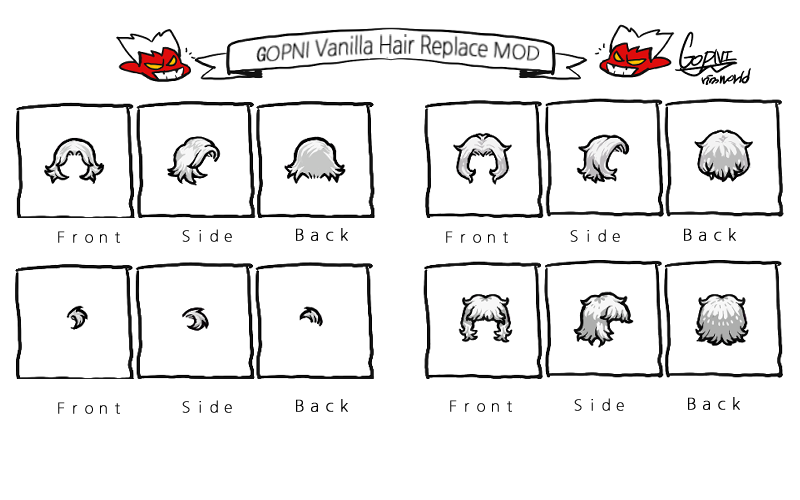 GOPNI Vanilla Hair Replace MOD
GOPNI
Front Side Back
Front Side Back
Front Side Back
Front Side Back